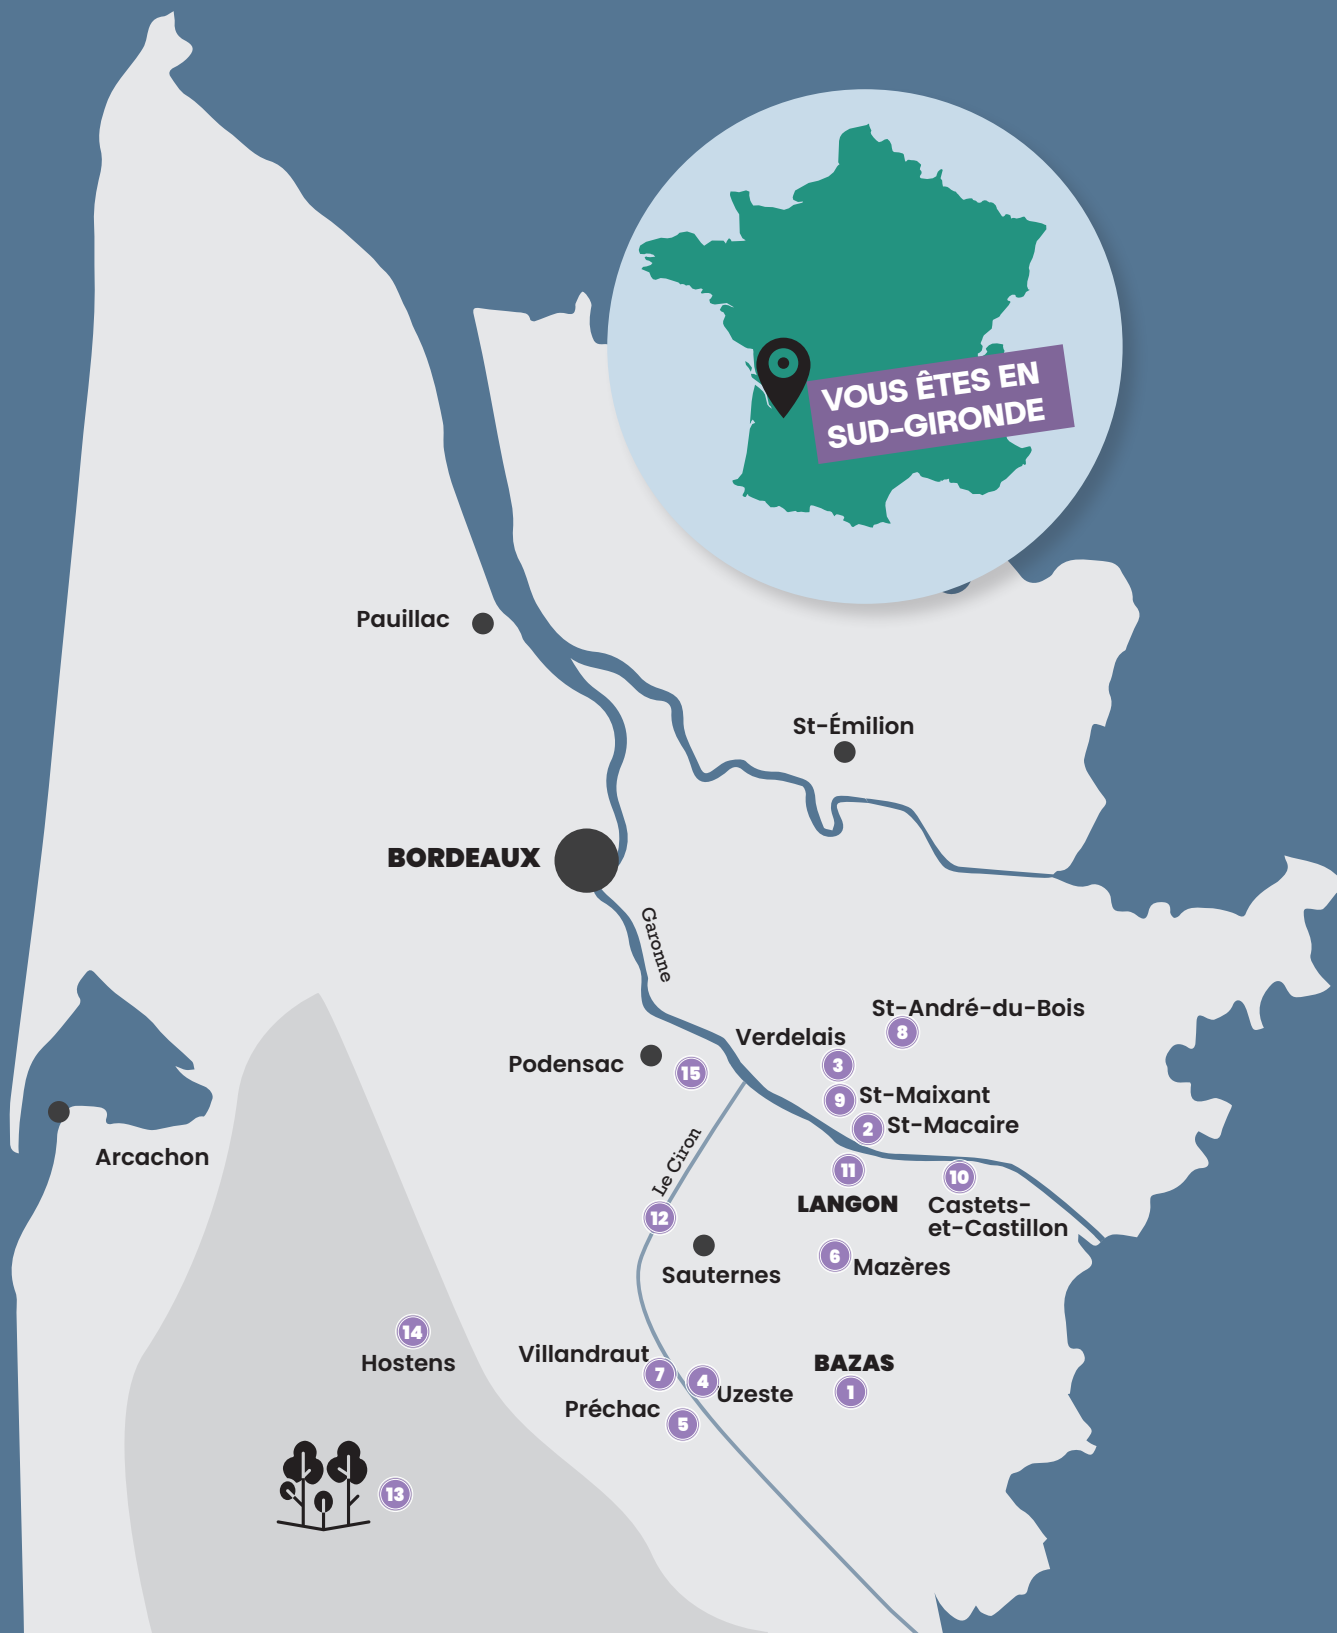 VOUS ÊTES EN
SUD-GIRONDE
Pauillac
St-Émilion
BORDEAUX
Garonne
St-André-du-Bois
8
Verdelais
3
Podensac
15
9
St-Maixant
2
St-Macaire
Arcachon
Le Ciron
11
LANGON
10
Castets-
et-Castillon
12
Sauternes
6
Mazères
14
Hostens
Villandraut
7
4
Uzeste
BAZAS
1
Préchac
5
13